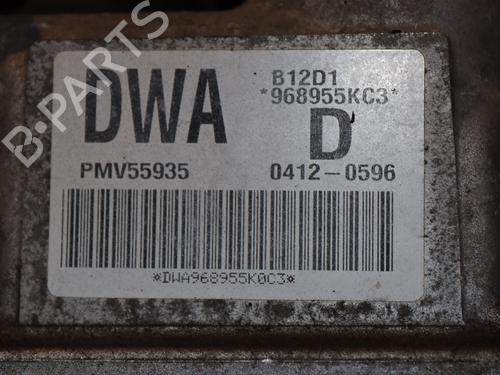 B-PARTS
DWA
B12D1
*968955KC3*
D
PMV55935
0412-0596
*DWA968955K0C3*